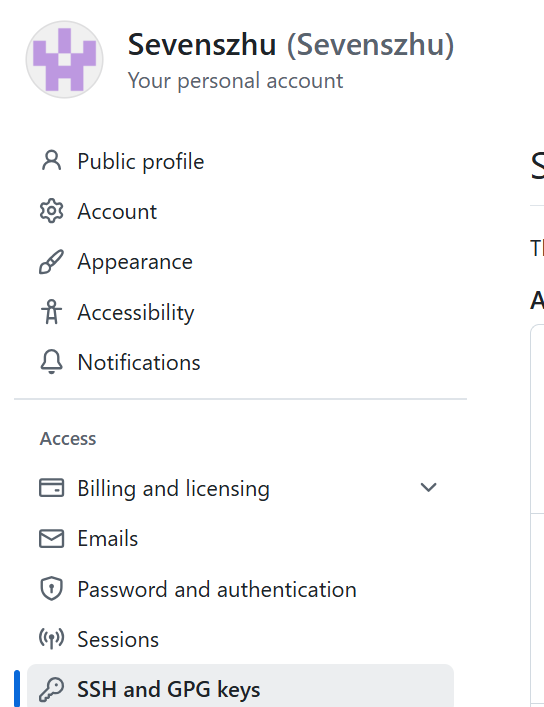 Sevenszhu (Sevenszhu)
Your personal account
Public profile
Account
Appearance
Accessibility
Notifications
Access
Billing and licensing
Emails
Password and authentication
Sessions
SSH and GPG keys